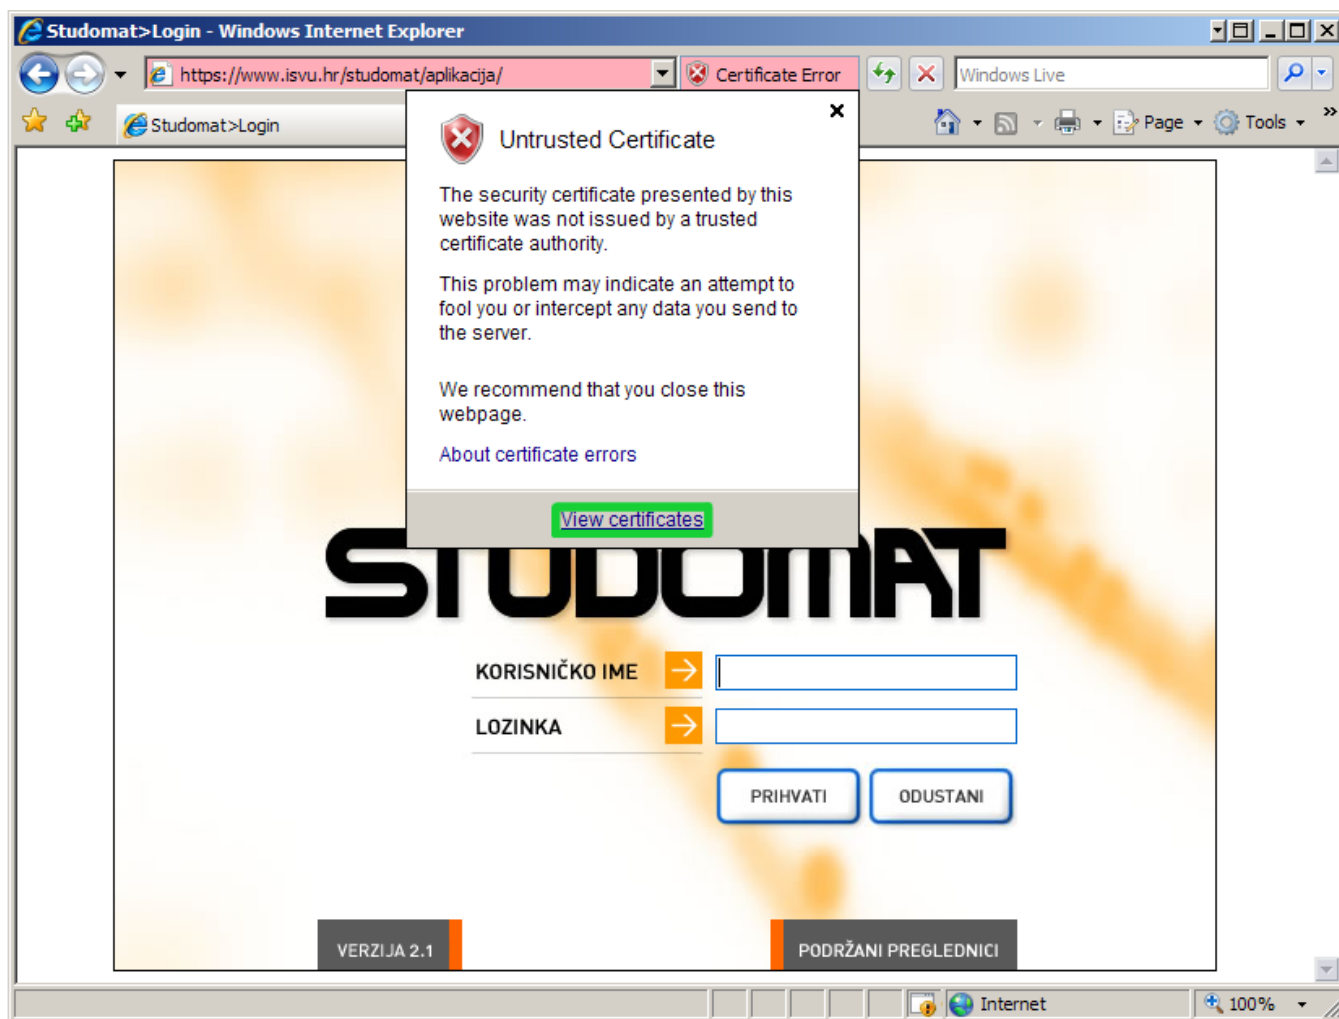 Studomat>Login - Windows Internet Explorer
https://www.isvu.hr/studomat/aplikacija/
Certificate Error
Windows Live
Studomat>Login
Page
Tools
»
Untrusted Certificate
The security certificate presented by this
website was not issued by a trusted
certificate authority.
This problem may indicate an attempt to
fool you or intercept any data you send to
the server.
We recommend that you close this
webpage.
About certificate errors
View certificates
STUDOMAT
KORISNIČKO IME
LOZINKA
PRIHVATI
ODUSTANI
VERZIJA 2.1
PODRŽANI PREGLEDNICI
Internet
100%